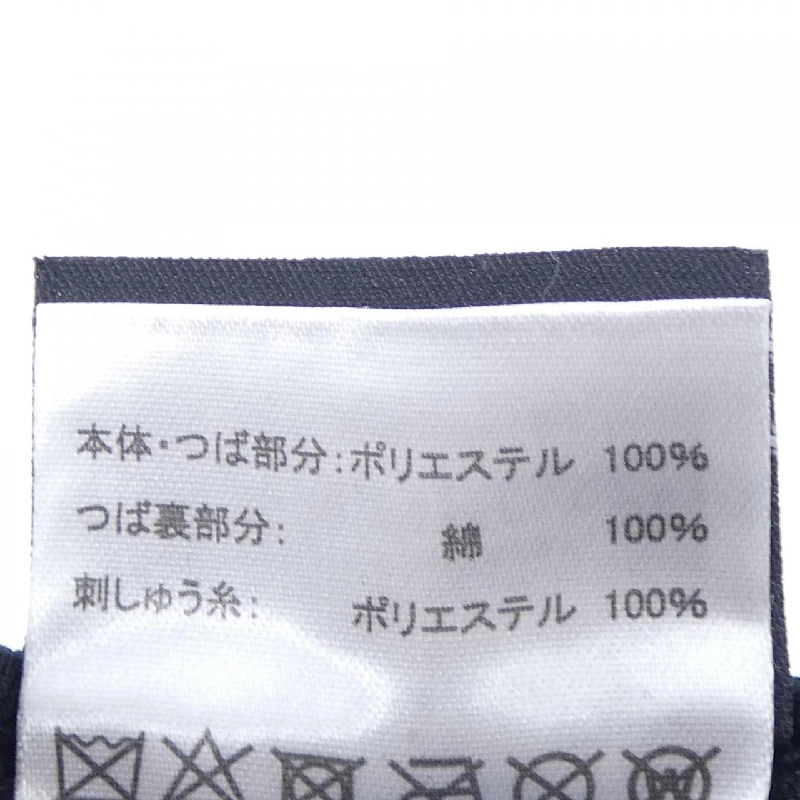 本体・つば部分:ポリエステル 100%
つば裏部分: 綿 100%
刺しゅう糸: ポリエステル 100%